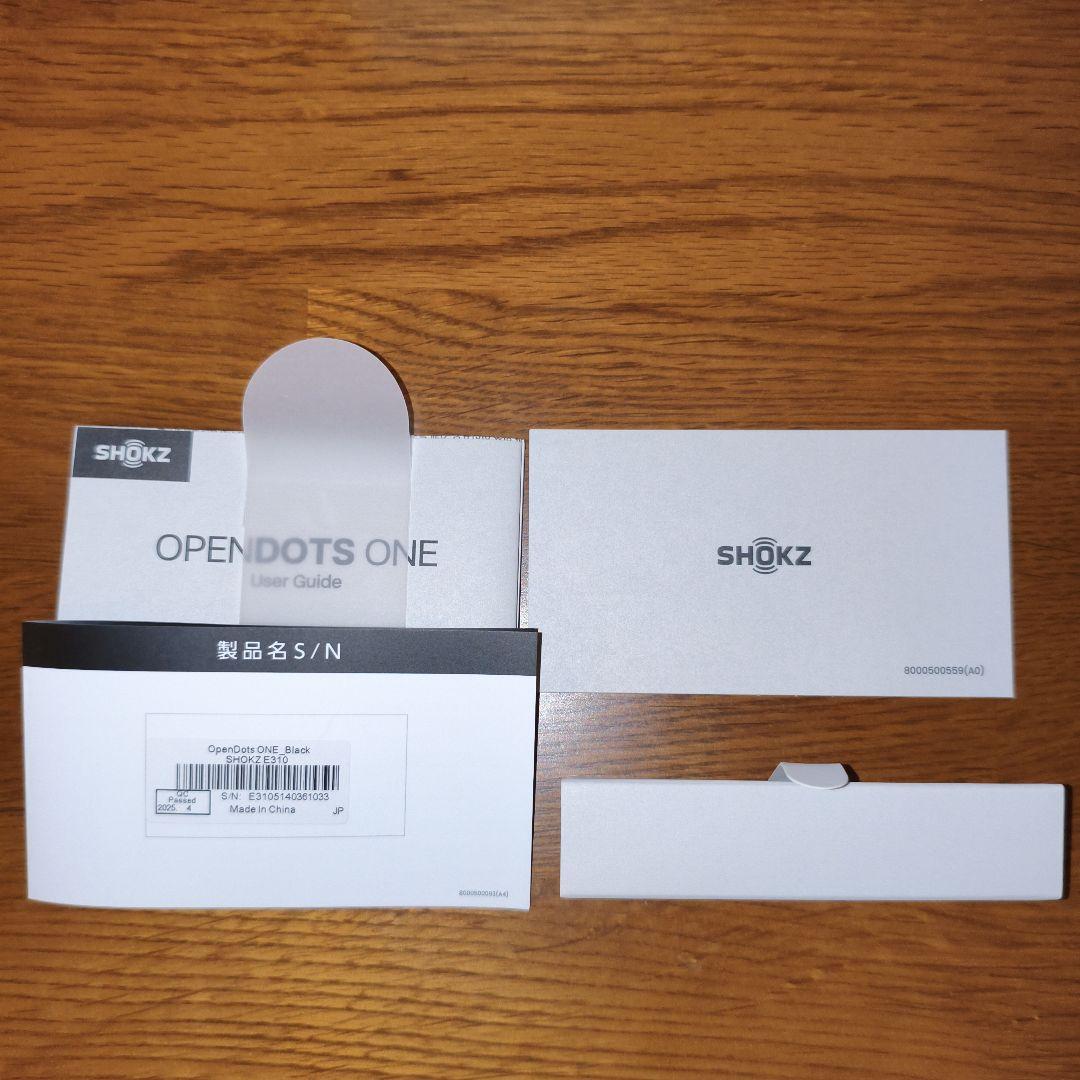 SHOKZ
OPENDOTS ONE
User Guide
製品名S/N
OpenDots ONE_Black
SHOKZ E310
QC
Passed
2025. 4
S/N: E3105140361033
Made In China
JP
8000500093(A4)
SHOKZ
8000500559(A0)